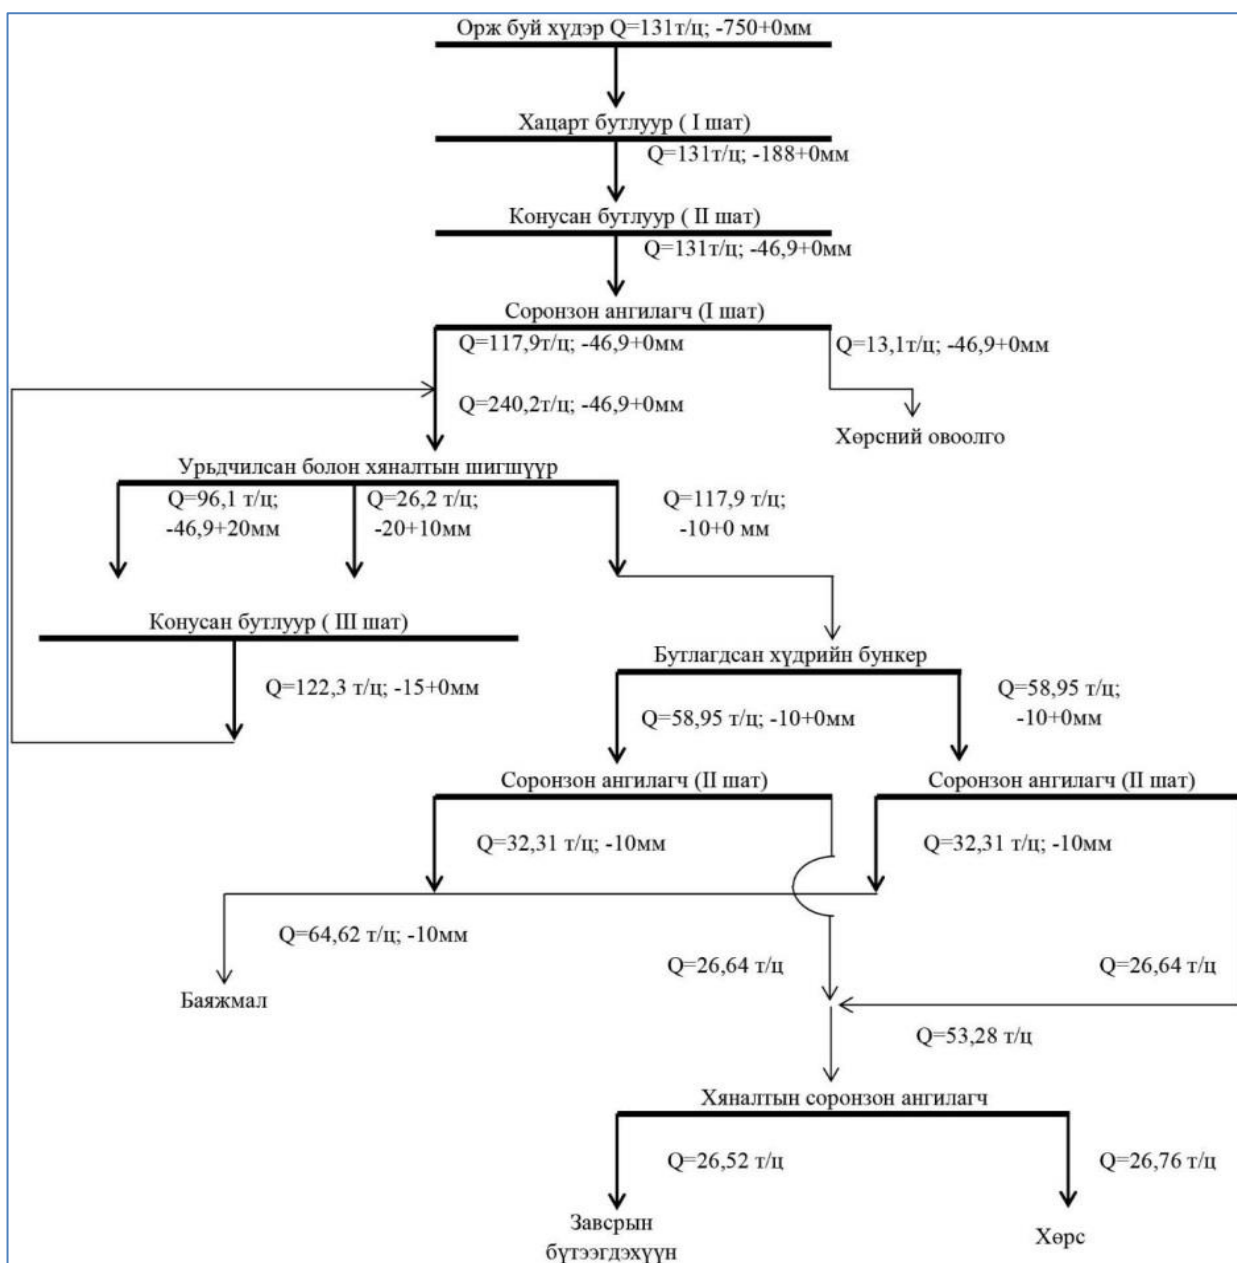 Орж буй хүдэр Q=131т/ц; -750+0мм
Хацарт бутлуур ( I шат)
Q=131т/ц; -188+0мм
Конусан бутлуур ( II шат)
Q=131т/ц; -46,9+0мм
Соронзон ангилагч (I шат)
Q=117,9т/ц; -46,9+0мм
Q=13,1т/ц; -46,9+0мм
Q=240,2т/ц; -46,9+0мм
Хөрсний овоолго
Урьдчилсан болон хяналтын шигшүүр
Q=96,1 т/ц;
-46,9+20мм
Q=26,2 т/ц;
-20+10мм
Q=117,9 т/ц;
-10+0 мм
Конусан бутлуур ( III шат)
Q=122,3 т/ц; -15+0мм
Бутлагдсан хүдрийн бункер
Q=58,95 т/ц; -10+0мм
Q=58,95 т/ц;
-10+0мм
Соронзон ангилагч (II шат)
Соронзон ангилагч (II шат)
Q=32,31 т/ц; -10мм
Q=32,31 т/ц; -10мм
Q=64,62 т/ц; -10мм
Q=26,64 т/ц
Q=26,64 т/ц
Баяжмал
Q=53,28 т/ц
Хяналтын соронзон ангилагч
Q=26,52 т/ц
Q=26,76 т/ц
Завсрын
бүтээгдэхүүн
Хөрс